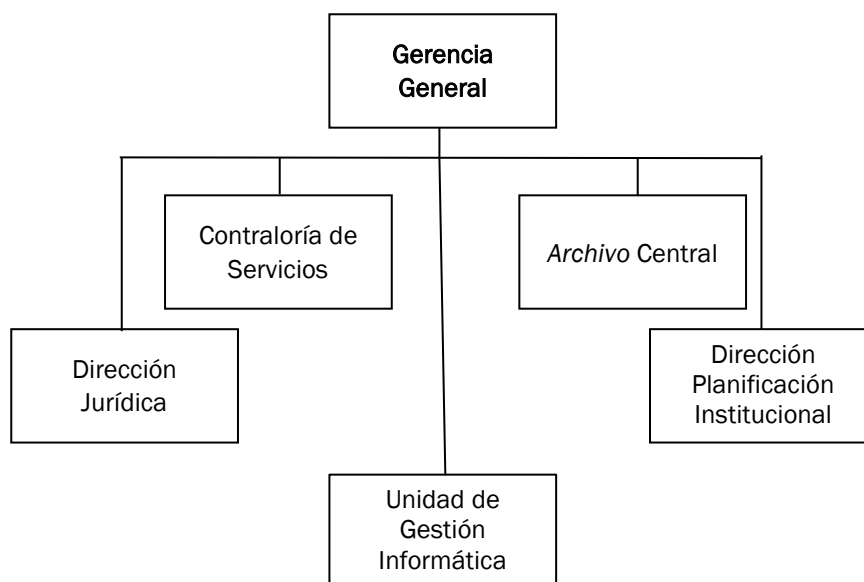 Gerencia
General
Contraloría de
Servicios
Archivo Central
Dirección
Jurídica
Dirección
Planificación
Institucional
Unidad de
Gestión
Informática